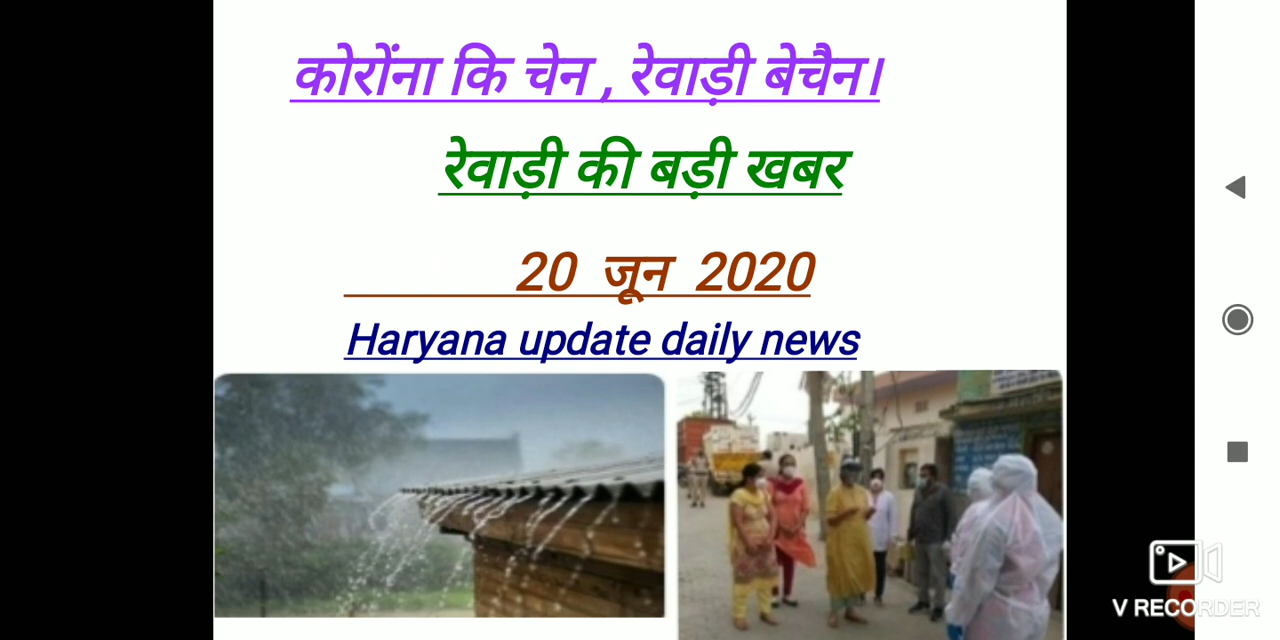 कोरोंना कि चेन , रेवाड़ी बेचैन।
रेवाड़ी की बड़ी खबर
20 जून 2020
Haryana update daily news
V RECORDER